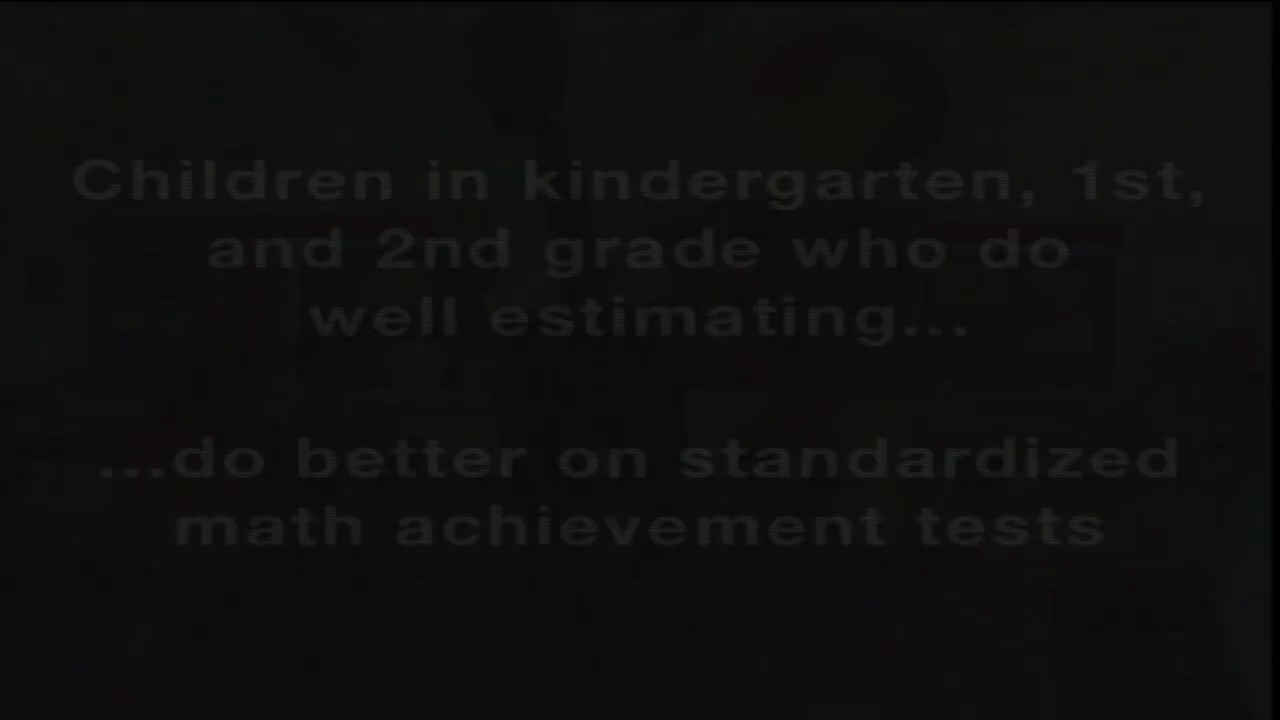 Children in kindergarten, 1st,
and 2nd grade who do
well estimating...
...do better on standardized
math achievement tests